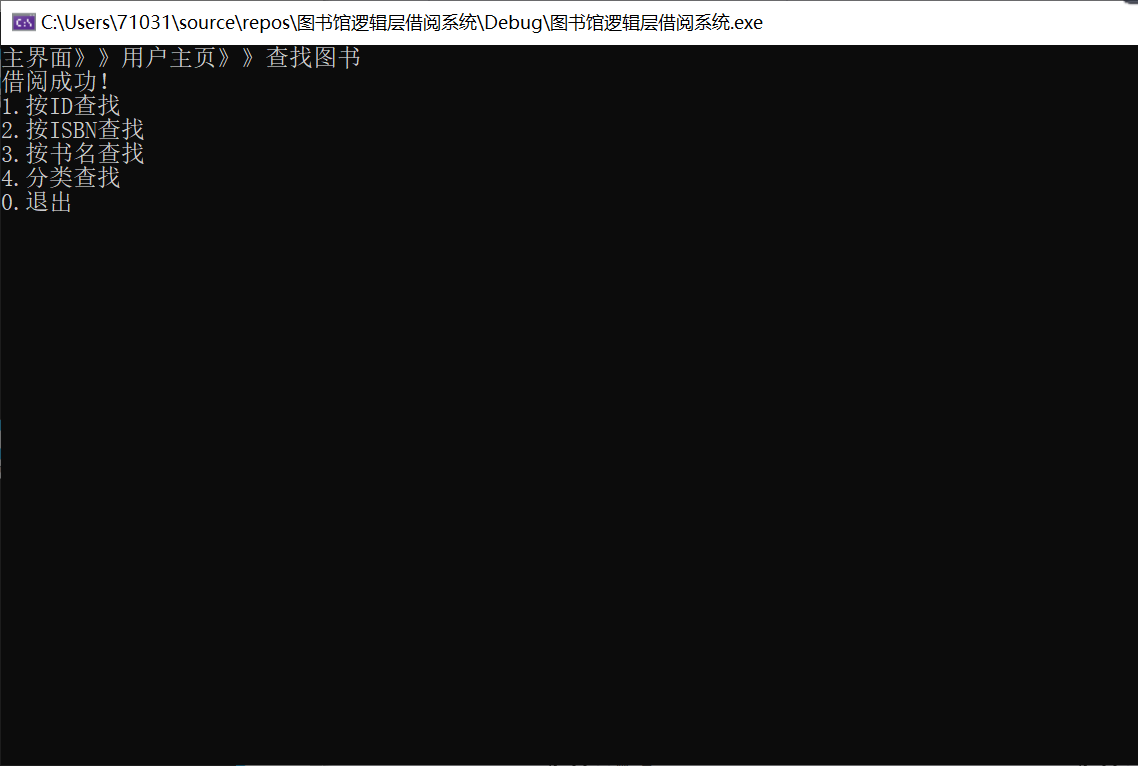 C:\Users\71031\source\repos\图书馆逻辑层借阅系统\Debug\图书馆逻辑层借阅系统.exe
主界面》》用户主页》》查找图书
借阅成功!
1.按ID查找
2.按ISBN查找
3.按书名查找
4.分类查找
0.退出